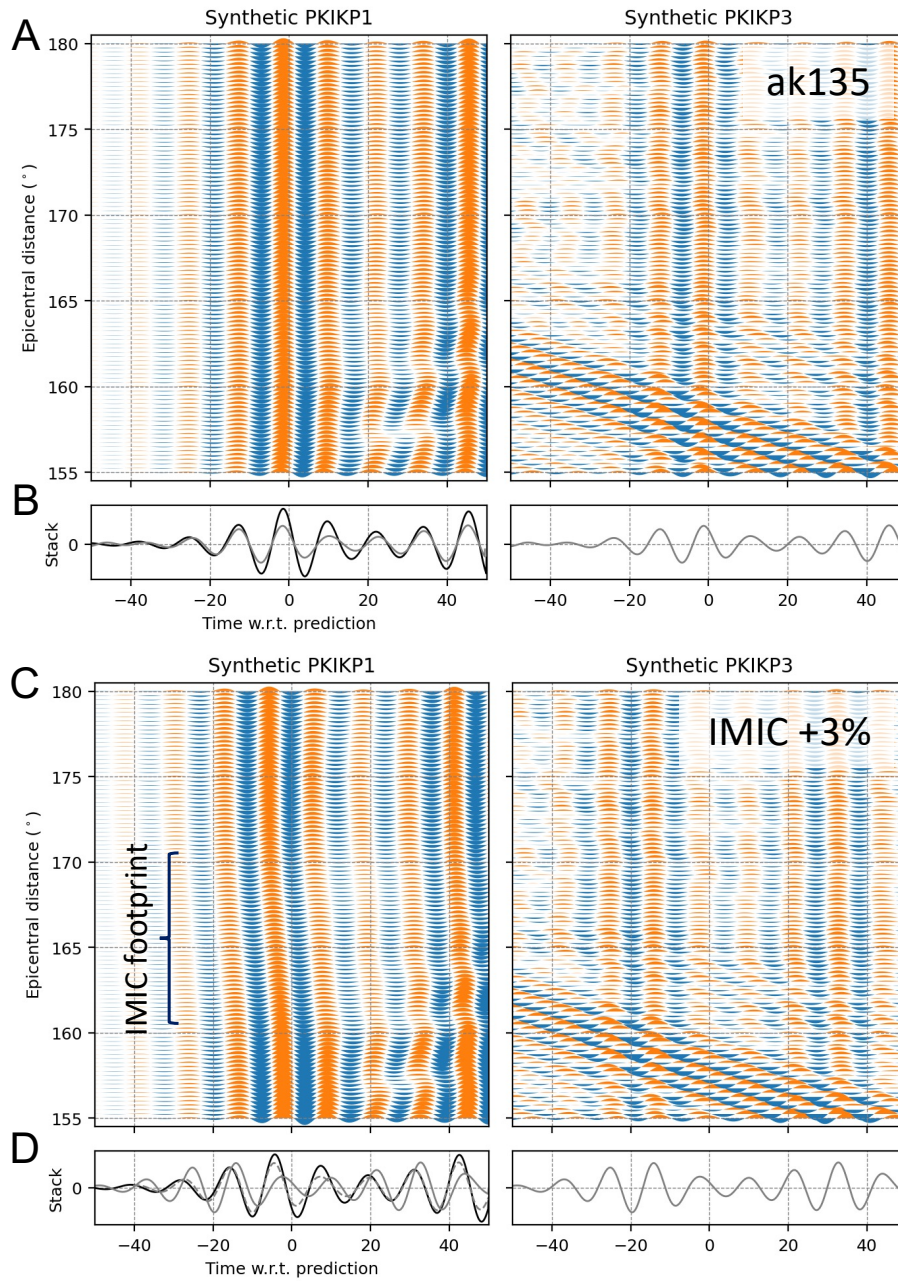 A
Synthetic PKIKP1
Synthetic PKIKP3
ak135
Epicentral distance (°)
180
175
170
165
160
155
B
Stack
0
−40
−20
0
20
40
−40
−20
0
20
40
Time w.r.t. prediction
C
Synthetic PKIKP1
Synthetic PKIKP3
IMIC +3%
IMIC footprint
Epicentral distance (°)
180
175
170
165
160
155
D
Stack
0
−40
−20
0
20
40
−40
−20
0
20
40
Time w.r.t. prediction